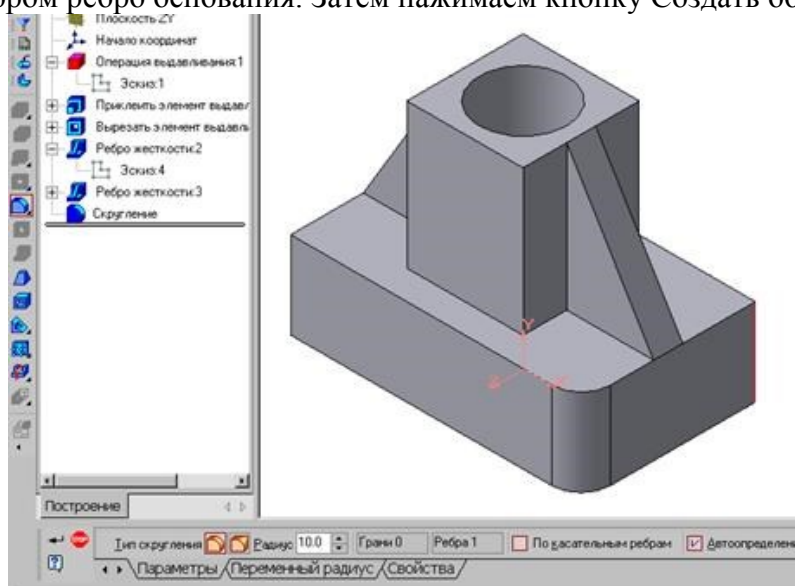 ором ребро основания. Затем нажимаем кнопку Создать об
Плоскость ZY
Начало координат
Операция выдавливания:1
Эскиз:1
Приклеить элемент выдавл
Вырезать элемент выдавли
Ребро жесткости:2
Эскиз:4
Ребро жесткости:3
Скругление
Y
Z
X
Построение
Тип скругления Радиус 10.0 Грани 0 Ребра 1 По касательным ребрам Автоопределени
Параметры Переменный радиус Свойства